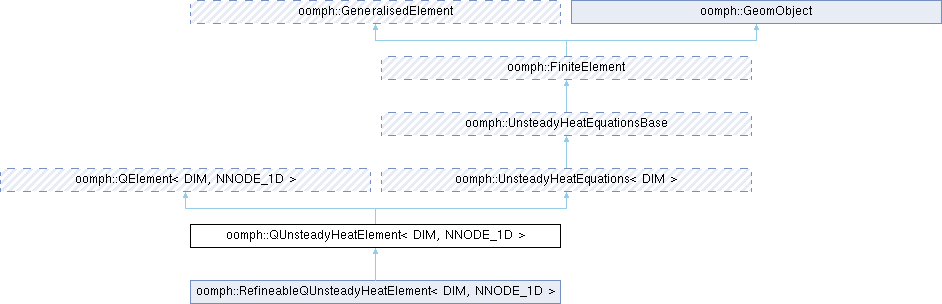 oomph::GeneralisedElement
oomph::GeomObject
oomph::FiniteElement
oomph::UnsteadyHeatEquationsBase
oomph::QElement< DIM, NNODE_1D >
oomph::UnsteadyHeatEquations< DIM >
oomph::QUnsteadyHeatElement< DIM, NNODE_1D >
oomph::RefineableQUnsteadyHeatElement< DIM, NNODE_1D >